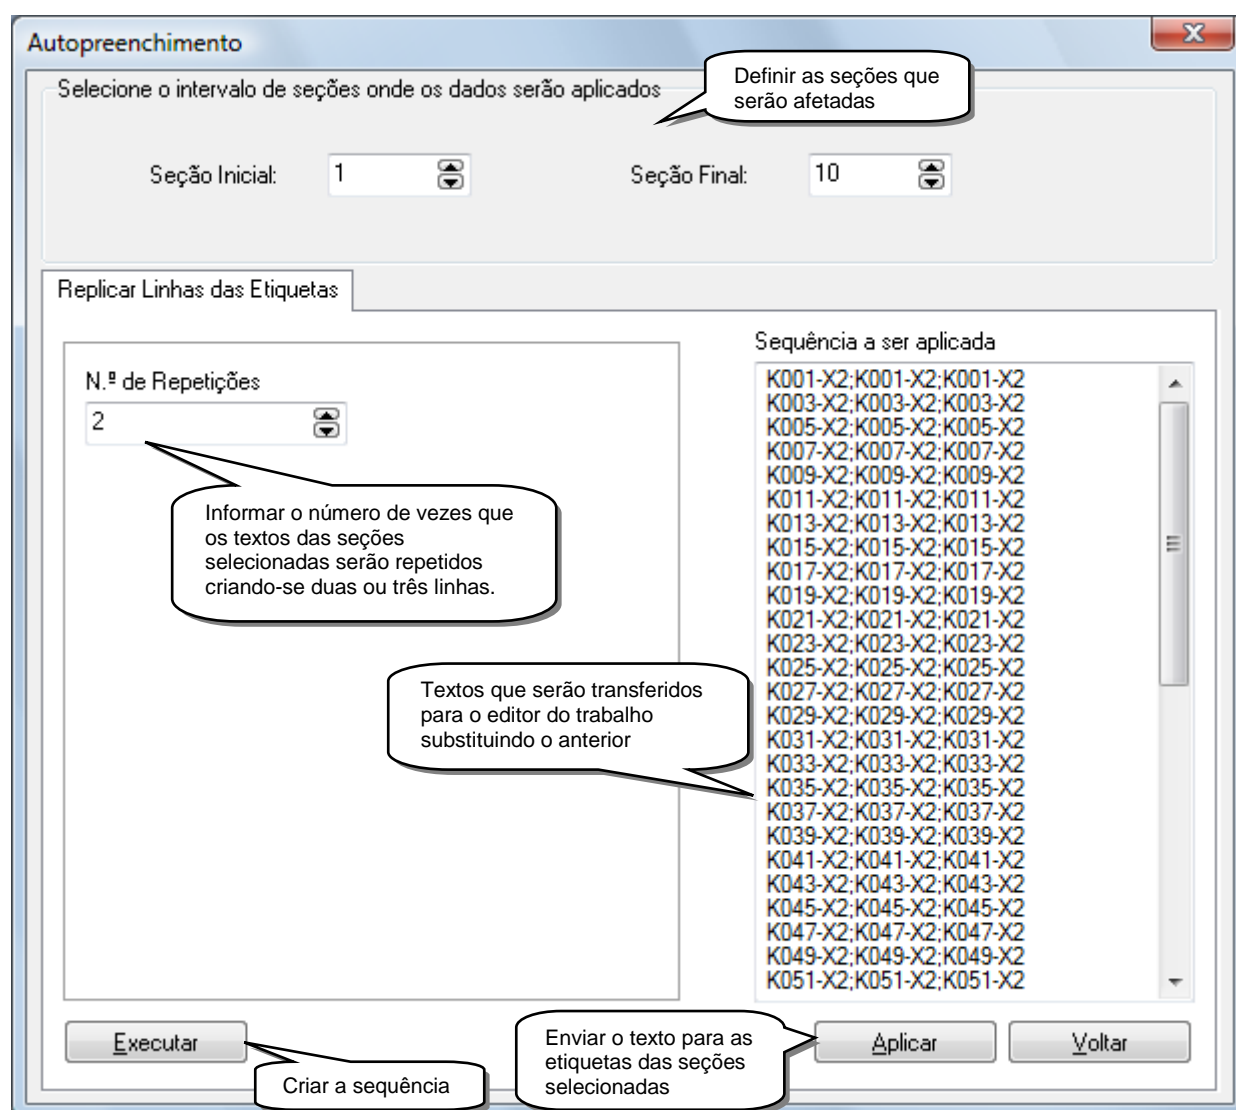 Autopreenchimento
Selecione o intervalo de seções onde os dados serão aplicados
Definir as seções que
serão afetadas
Seção Inicial:
1
Seção Final:
10
Replicar Linhas das Etiquetas
N.º de Repetições
2
Informar o número de vezes que
os textos das seções
selecionadas serão repetidos
criando-se duas ou três linhas.
Textos que serão transferidos
para o editor do trabalho
substituindo o anterior
Sequência a ser aplicada
K001-X2;K001-X2;K001-X2
K003-X2;K003-X2;K003-X2
K005-X2;K005-X2;K005-X2
K007-X2;K007-X2;K007-X2
K009-X2;K009-X2;K009-X2
K011-X2;K011-X2;K011-X2
K013-X2;K013-X2;K013-X2
K015-X2;K015-X2;K015-X2
K017-X2;K017-X2;K017-X2
K019-X2;K019-X2;K019-X2
K021-X2;K021-X2;K021-X2
K023-X2;K023-X2;K023-X2
K025-X2;K025-X2;K025-X2
K027-X2;K027-X2;K027-X2
K029-X2;K029-X2;K029-X2
K031-X2;K031-X2;K031-X2
K033-X2;K033-X2;K033-X2
K035-X2;K035-X2;K035-X2
K037-X2;K037-X2;K037-X2
K039-X2;K039-X2;K039-X2
K041-X2;K041-X2;K041-X2
K043-X2;K043-X2;K043-X2
K045-X2;K045-X2;K045-X2
K047-X2;K047-X2;K047-X2
K049-X2;K049-X2;K049-X2
K051-X2;K051-X2;K051-X2
Executar
Criar a sequência
Enviar o texto para as
etiquetas das seções
selecionadas
Aplicar
Voltar